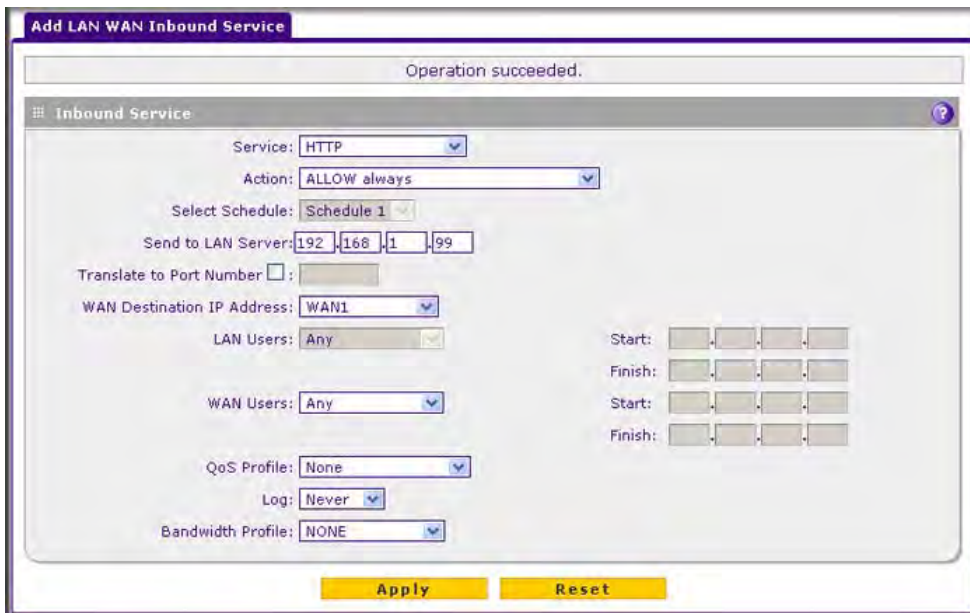 Add LAN WAN Inbound Service
Operation succeeded.
Inbound Service
?
Service: HTTP
Action: ALLOW always
Select Schedule: Schedule 1
Send to LAN Server: 192 . 168 . 1 . 99
Translate to Port Number :
WAN Destination IP Address: WAN1
LAN Users: Any Start: . . .
Finish: . . .
WAN Users: Any Start: . . .
Finish: . . .
QoS Profile: None
Log: Never
Bandwidth Profile: NONE
Apply Reset